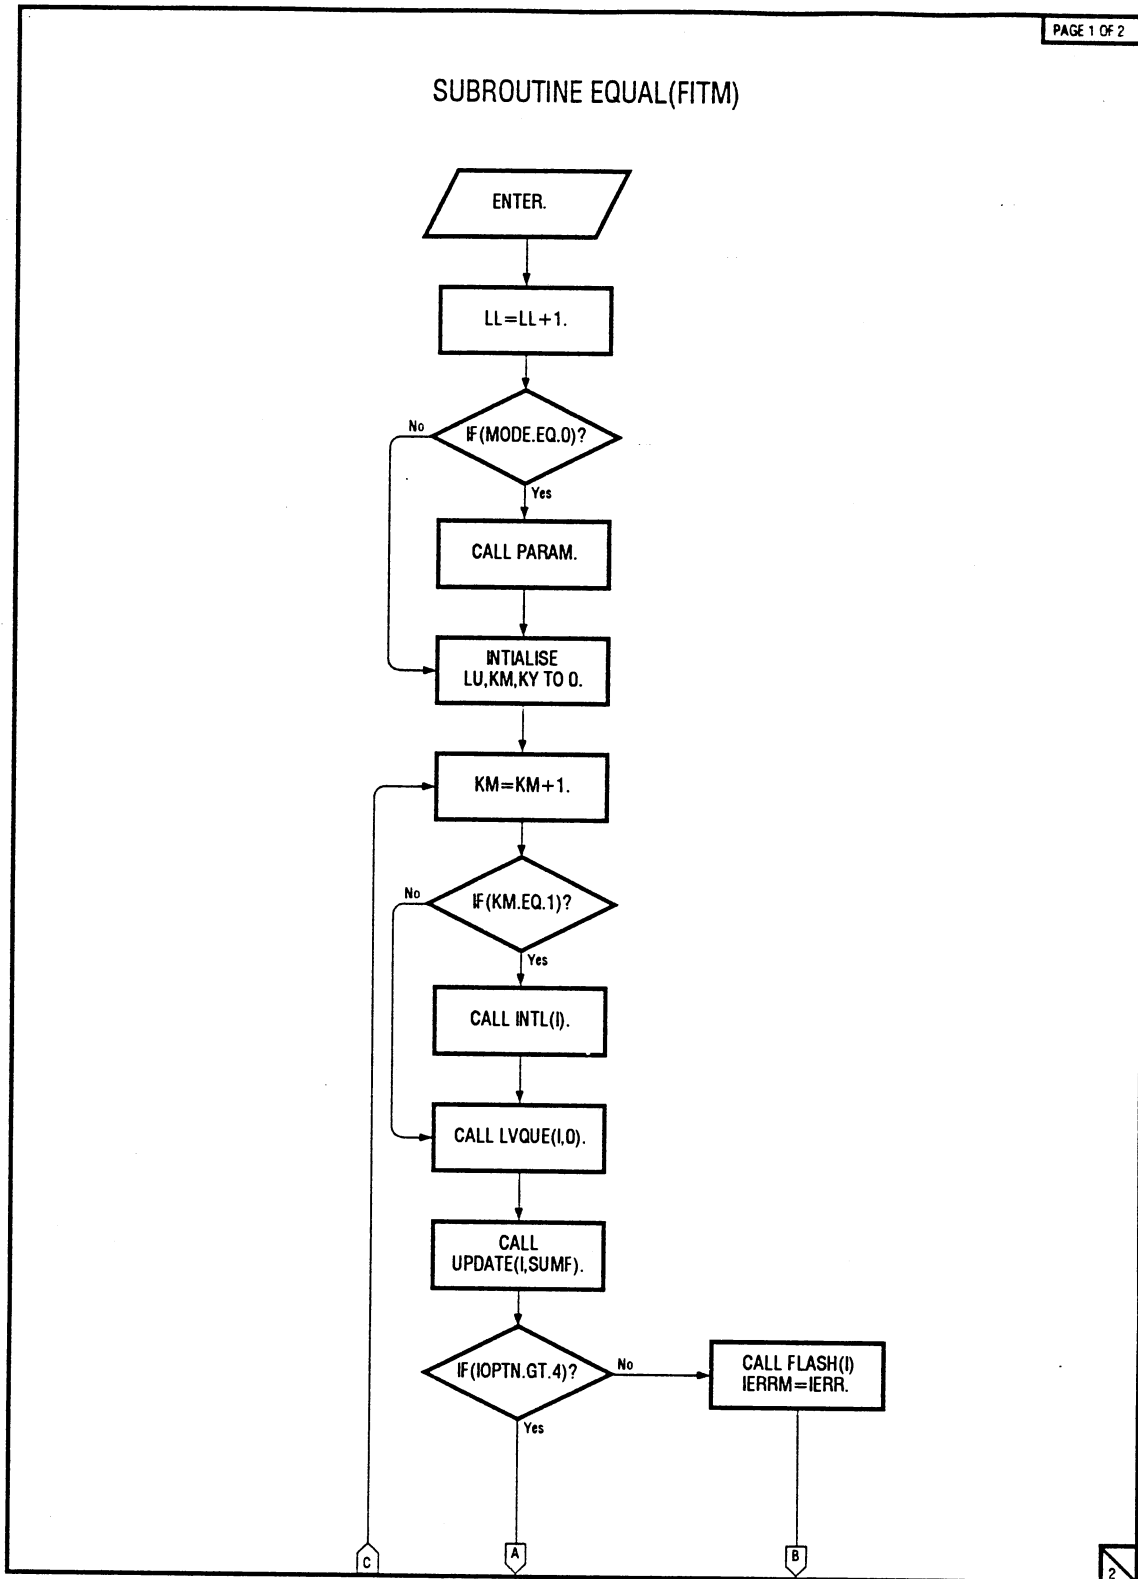 PAGE 1 OF 2
SUBROUTINE EQUAL(FITM)
ENTER.
LL=LL+1.
No
IF(MODE.EQ.0)?
Yes
CALL PARAM.
INTIALISE
LU,KM,KY TO 0.
KM=KM+1.
No
IF(KM.EQ.1)?
Yes
CALL INTL(I).
CALL LVQUE(I,0).
CALL
UPDATE(I,SUMF).
IF(IOPTN.GT.4)?
No
CALL FLASH(I)
IERRM=IERR.
Yes
C
A
B
2